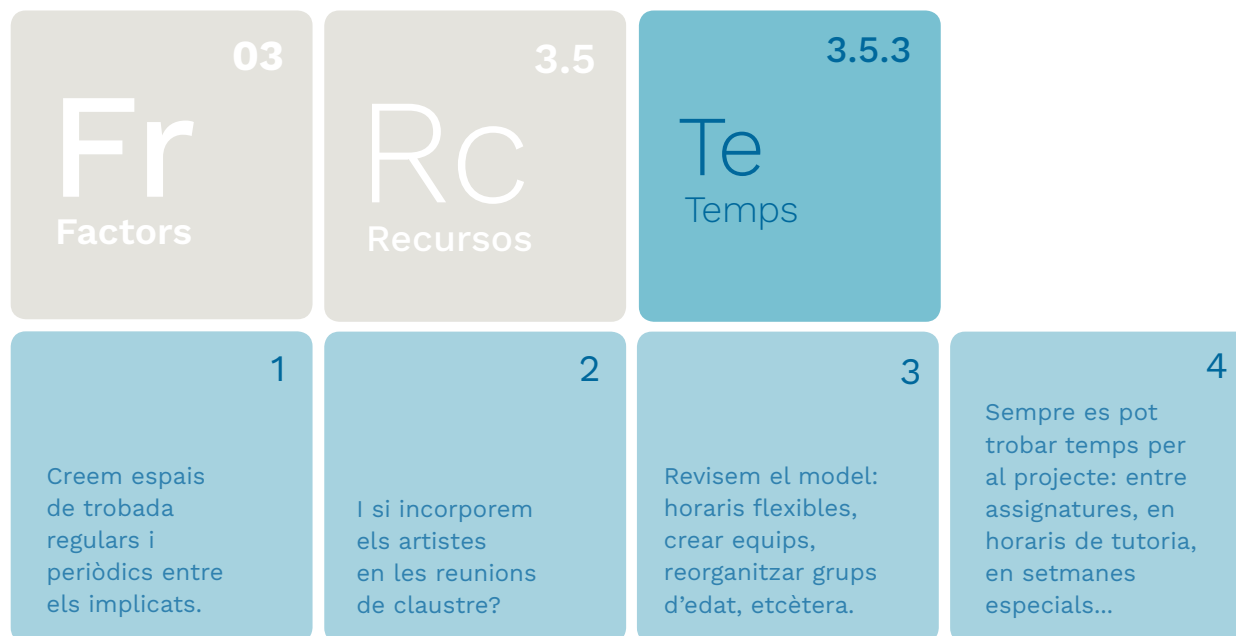 03
Fr
Factors
3.5
Rc
Recursos
3.5.3
Te
Temps
1
Creem espais
de trobada
regulars i
periòdics entre
els implicats.
2
I si incorporem
els artistes
en les reunions
de claustre?
3
Revisem el model:
horaris flexibles,
crear equips,
reorganitzar grups
d’edat, etcètera.
4
Sempre es pot
trobar temps per
al projecte: entre
assignatures, en
horaris de tutoria,
en setmanes
especials...